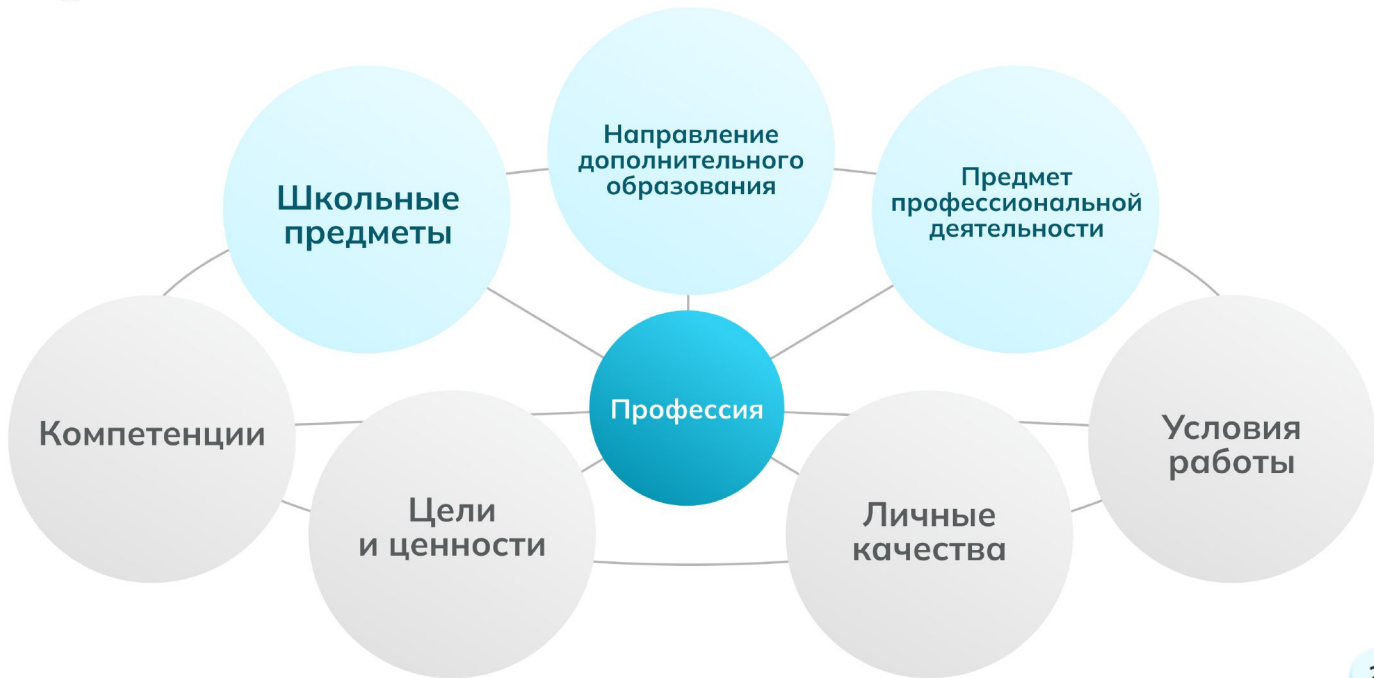 Направление
дополнительного
образования
Школьные
предметы
Предмет
профессиональной
деятельности
Профессия
Компетенции
Условия
работы
Цели
и ценности
Личные
качества